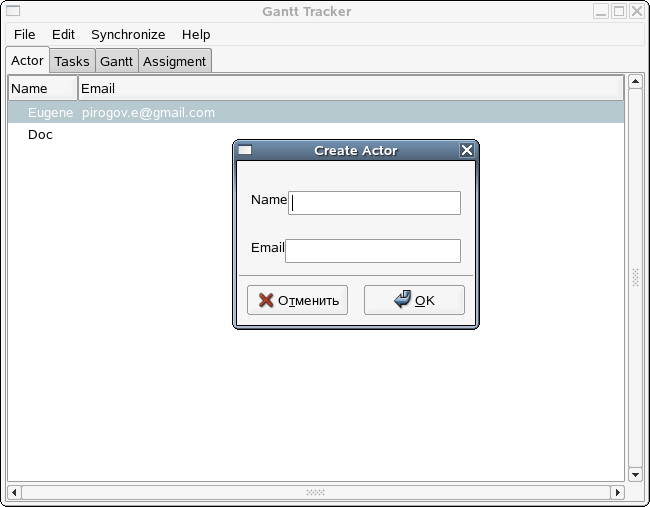 Gantt Tracker
File Edit Synchronize Help
Actor Tasks Gantt Assigment
Name Email
Eugene pirogov.e@gmail.com
Doc
Create Actor
Name
Email
Отменить OK